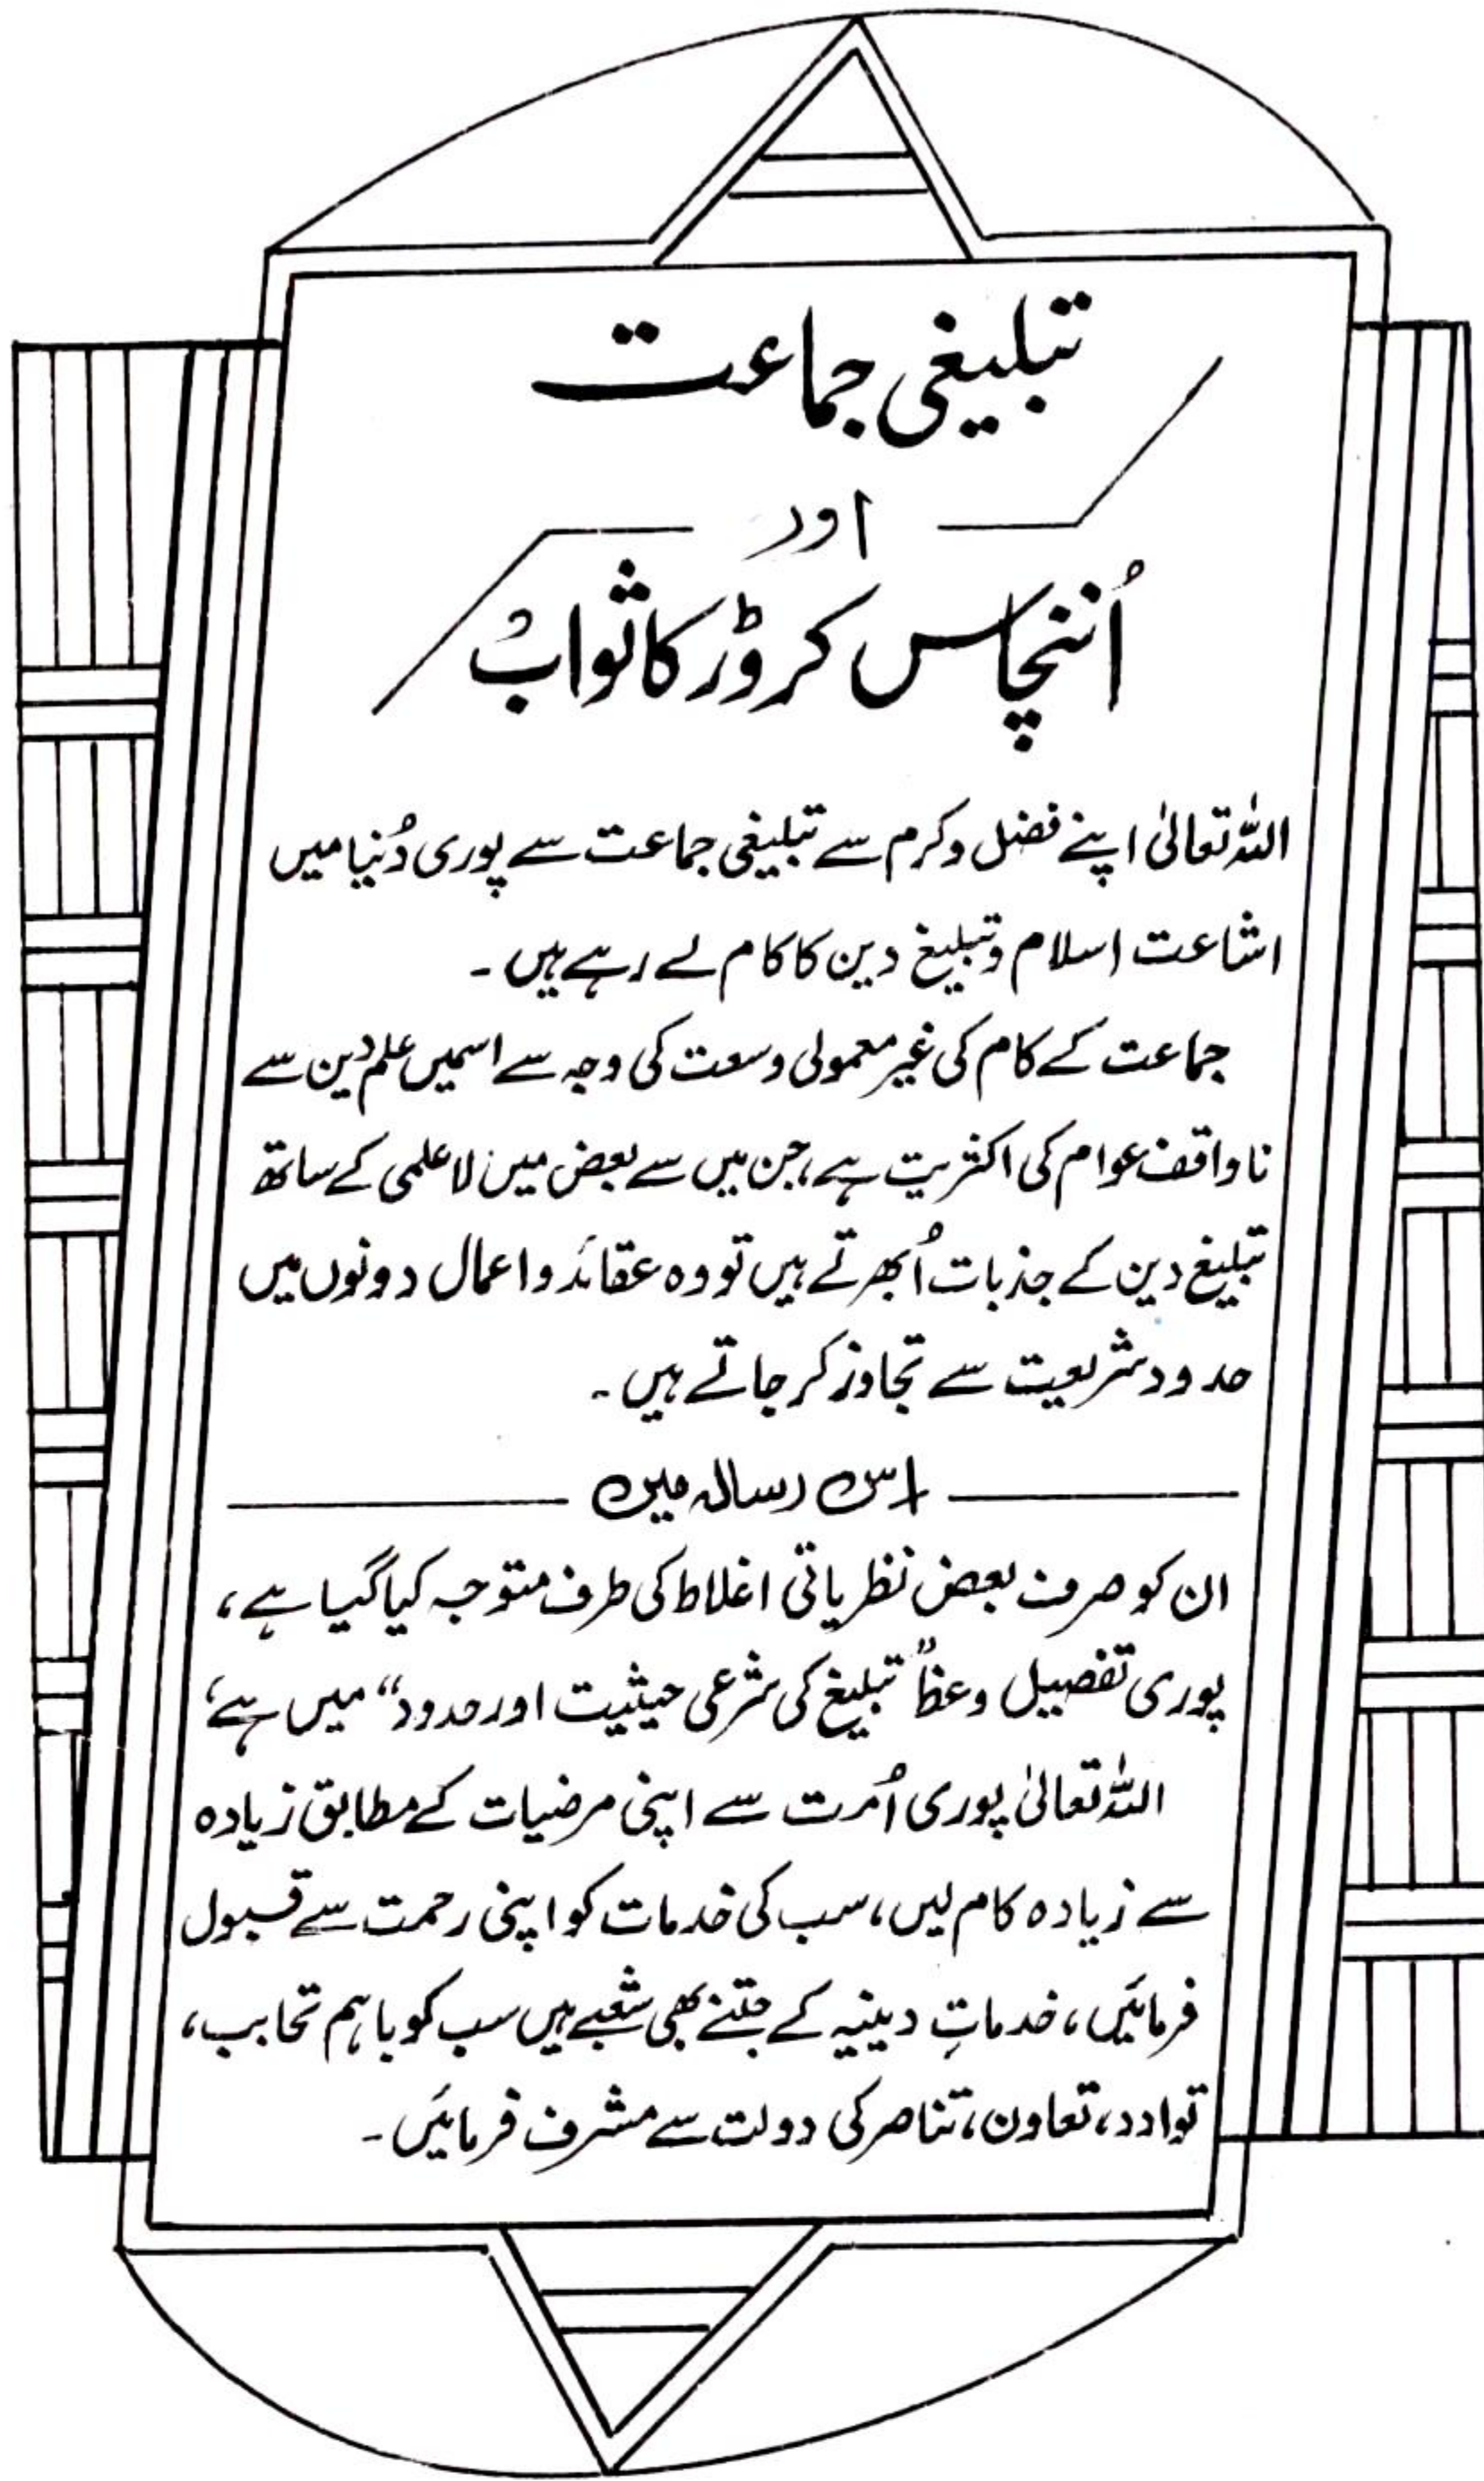 تبلیغی جماعت
اور
اُننچاس کروڑ کا ثواب
اللہ تعالیٰ اپنے فضل و کرم سے تبلیغی جماعت سے پوری دُنیا میں
اشاعت اسلام و تبلیغ دین کا کام لے رہے ہیں ۔
جماعت کے کام کی غیر معمولی وسعت کی وجہ سے اسمیں علم دین سے
ناواقف عوام کی اکثریت ہے، جن میں سے بعض میں لاعلمی کے ساتھ
تبلیغ دین کے جذبات اُبھرتے ہیں تو وہ عقائد و اعمال دونوں میں
حدود شریعت سے تجاوز کر جاتے ہیں ۔
اس رسالہ میں
ان کو صرف بعض نظریاتی اغلاط کی طرف متوجہ کیا گیا ہے،
پوری تفصیل وعظ "تبلیغ کی شرعی حیثیت اور حدود" میں ہے،
اللہ تعالیٰ پوری اُمت سے اپنی مرضیات کے مطابق زیادہ
سے زیادہ کام لیں، سب کی خدمات کو اپنی رحمت سے قبول
فرمائیں، خدماتِ دینیہ کے جتنے بھی شعبے ہیں سب کو باہم تحابب،
توادد، تعاون، تناصر کی دولت سے مشرف فرمائیں ۔